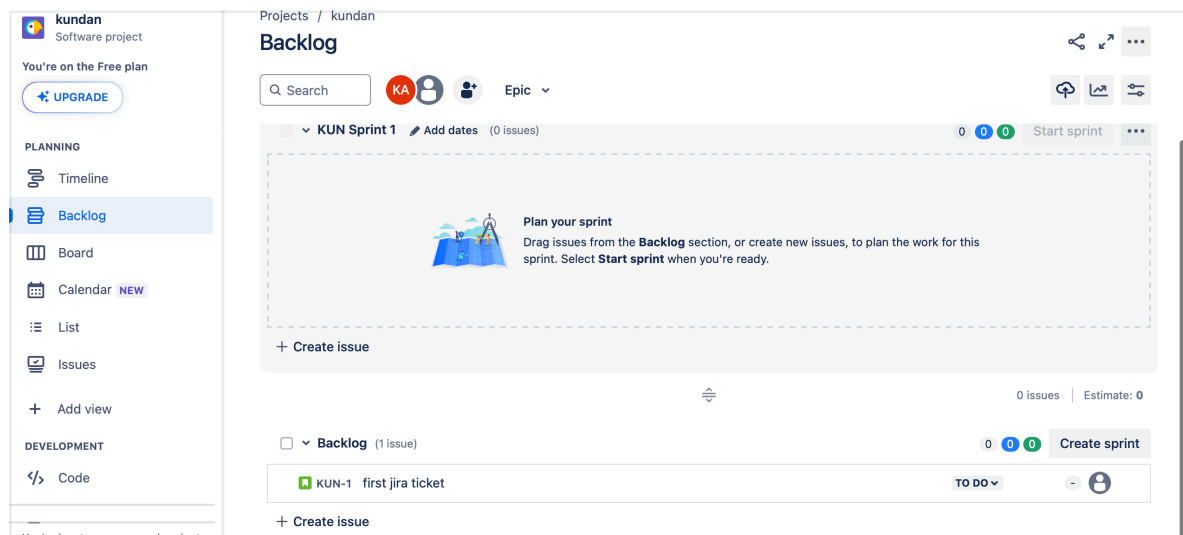 kundan
Software project
You're on the Free plan
UPGRADE
PLANNING
Timeline
Backlog
Board
Calendar NEW
List
Issues
Add view
DEVELOPMENT
Code
Projects / kundan
Backlog
Search
KA
Epic
KUN Sprint 1 Add dates (0 issues)
0 0 0 Start sprint
Plan your sprint
Drag issues from the Backlog section, or create new issues, to plan the work for this
sprint. Select Start sprint when you're ready.
+ Create issue
0 issues Estimate: 0
Backlog (1 issue)
0 0 0 Create sprint
KUN-1 first jira ticket TO DO -
+ Create issue